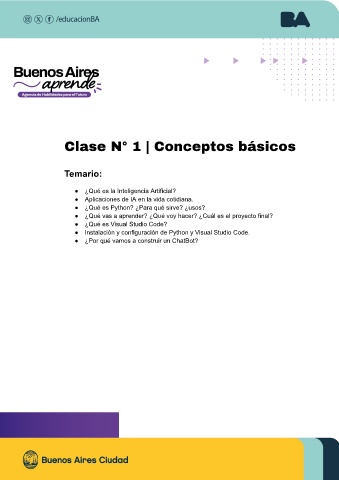 /educacionBA
BA
Buenos Aires
aprende
Agencia de Habilidades para el Futuro
Clase N° 1 | Conceptos básicos
Temario:
● ¿Qué es la Inteligencia Artificial?
● Aplicaciones de IA en la vida cotidiana.
● ¿Qué es Python? ¿Para qué sirve? ¿usos?
● ¿Qué vas a aprender? ¿Qué voy hacer? ¿Cuál es el proyecto final?
● ¿Qué es Visual Studio Code?
● Instalación y configuración de Python y Visual Studio Code.
● ¿Por qué vamos a construir un ChatBot?
Buenos Aires Ciudad